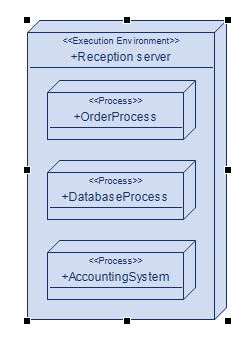 <<Execution Environment>>
+Reception server
<<Process>>
+OrderProcess
<<Process>>
+DatabaseProcess
<<Process>>
+AccountingSystem